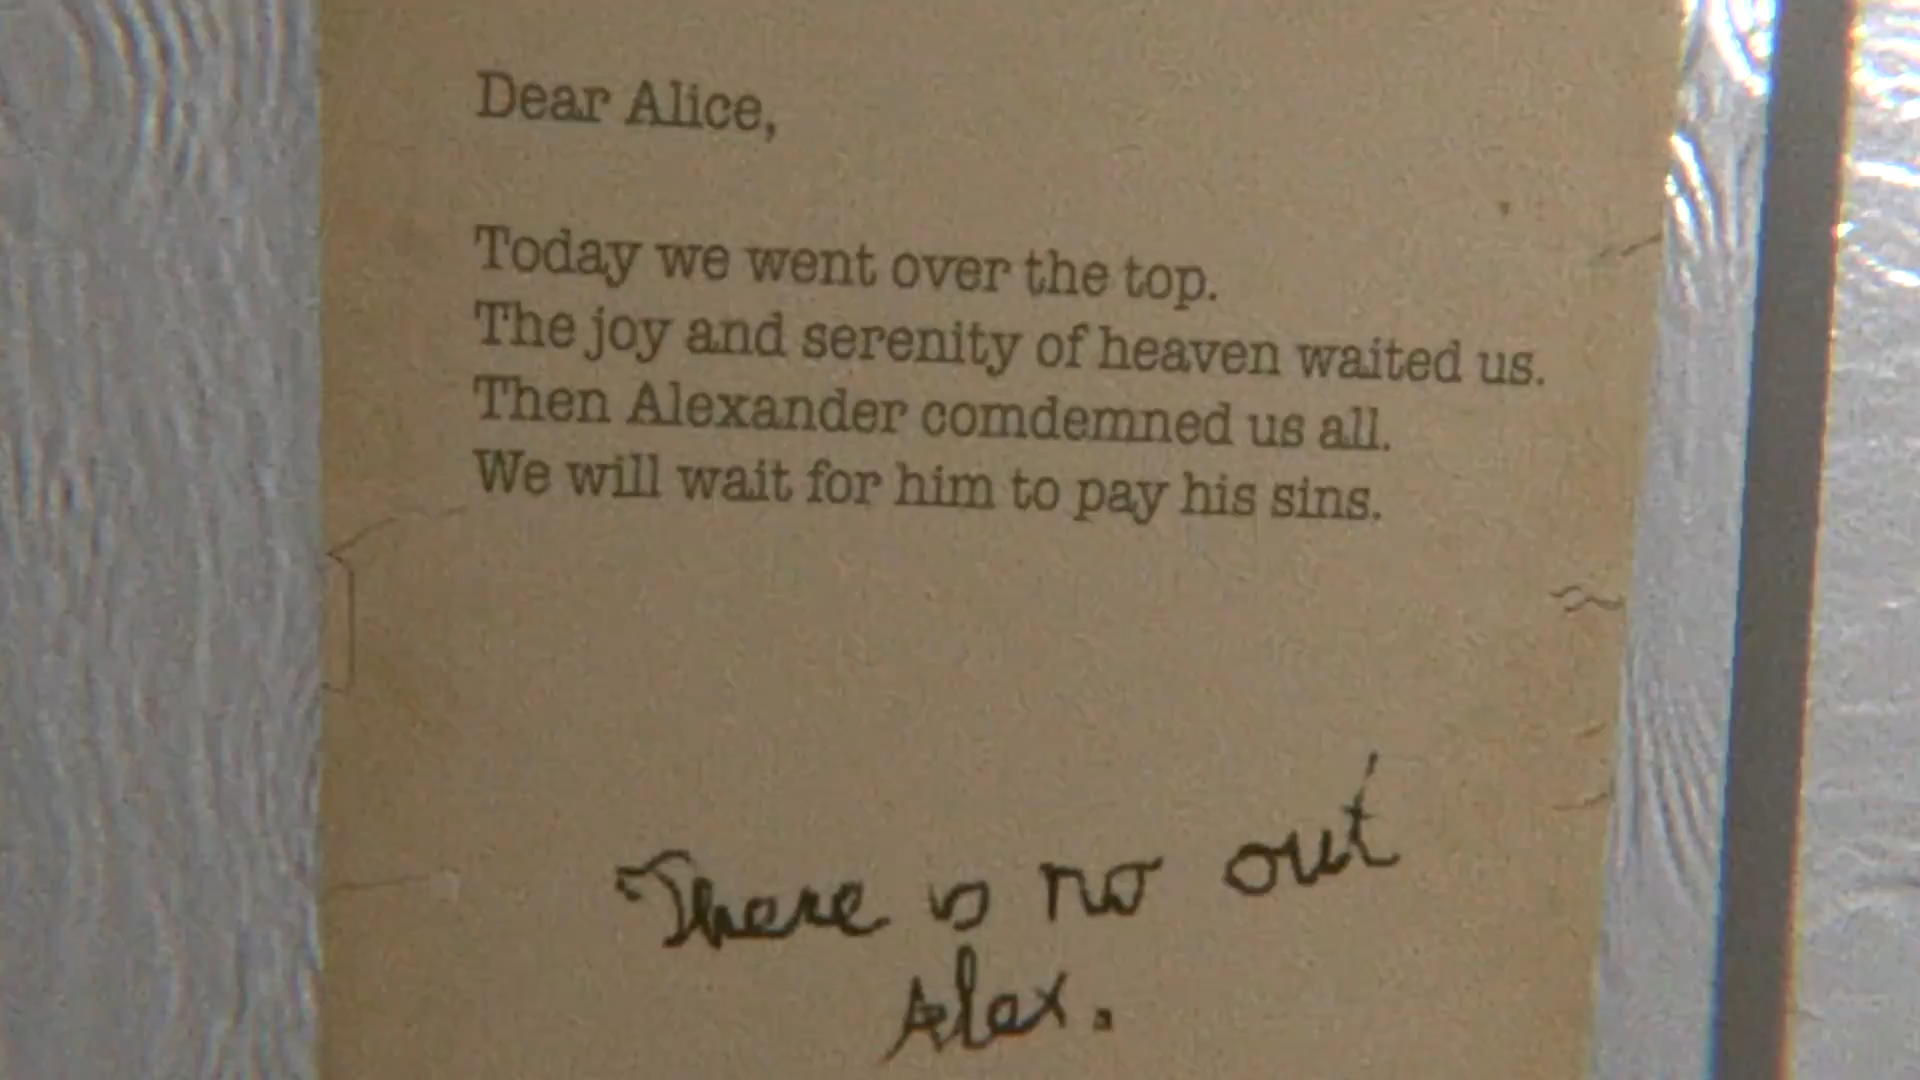 Dear Alice,
Today we went over the top.
The joy and serenity of heaven waited us.
Then Alexander comdemned us all.
We will wait for him to pay his sins.
There is no out
Alex.